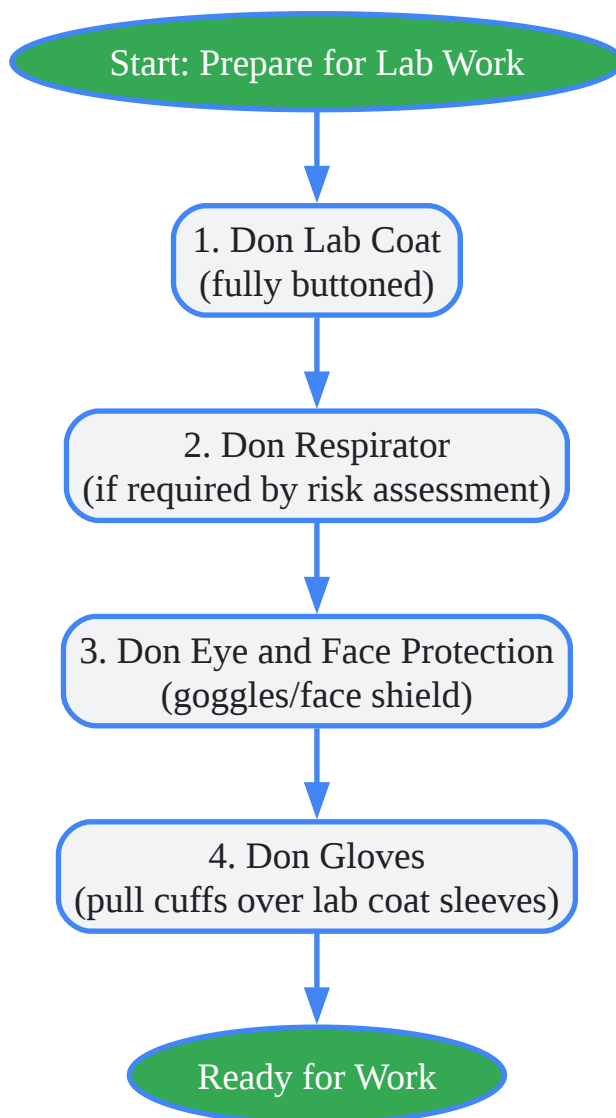 Start: Prepare for Lab Work
1. Don Lab Coat
(fully buttoned)
2. Don Respirator
(if required by risk assessment)
3. Don Eye and Face Protection
(goggles/face shield)
4. Don Gloves
(pull cuffs over lab coat sleeves)
Ready for Work